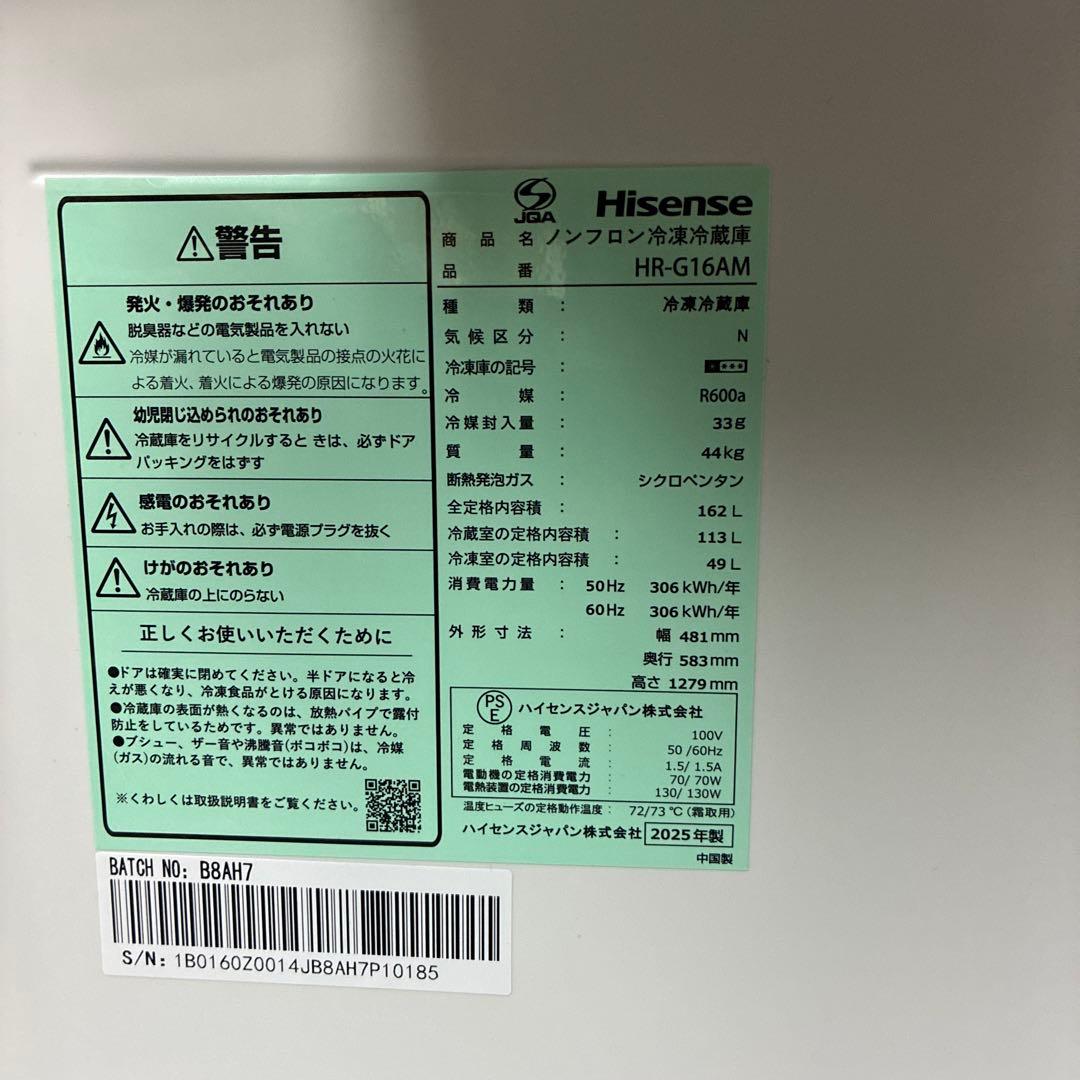 警告
発火・爆発のおそれあり
脱臭器などの電気製品を入れない
冷媒が漏れていると電気製品の接点の火花に
よる着火、着火による爆発の原因になります。
幼児閉じ込められのおそれあり
冷蔵庫をリサイクルすると きは、必ずドア
パッキングをはずす
感電のおそれあり
お手入れの際は、必ず電源プラグを抜く
けがのおそれあり
冷蔵庫の上にのらない
正しくお使いいただくために
●ドアは確実に閉めてください。半ドアになると冷
えが悪くなり、冷凍食品がとける原因になります。
●冷蔵庫の表面が熱くなるのは、放熱パイプで露付
防止をしているためです。異常ではありません。
●ブシュー、ザー音や沸騰音(ポコポコ)は、冷媒
(ガス)の流れる音で、異常ではありません。
※くわしくは取扱説明書をご覧ください。
JQA Hisense
商品名 ノンフロン冷凍冷蔵庫
品番 HR-G16AM
種類 : 冷凍冷蔵庫
気候区分 : N
冷凍庫の記号 : * ***
冷媒 : R600a
冷媒封入量 : 33g
質量 : 44kg
断熱発泡ガス : シクロペンタン
全定格内容積 : 162 L
冷蔵室の定格内容積 : 113 L
冷凍室の定格内容積 : 49 L
消費電力量 : 50Hz 306 kWh/年
60Hz 306 kWh/年
外形寸法 : 幅 481mm
奥行 583mm
高さ 1279mm
PSE ハイセンスジャパン株式会社
定格電圧 : 100V
定格周波数 : 50 /60Hz
定格電流 : 1.5/ 1.5A
電動機の定格消費電力 : 70/ 70W
電熱装置の定格消費電力 : 130/ 130W
温度ヒューズの定格動作温度 : 72/73 ℃ (霜取用)
ハイセンスジャパン株式会社 2025年製
中国製
BATCH NO: B8AH7
S/N: 1B0160Z0014JB8AH7P10185